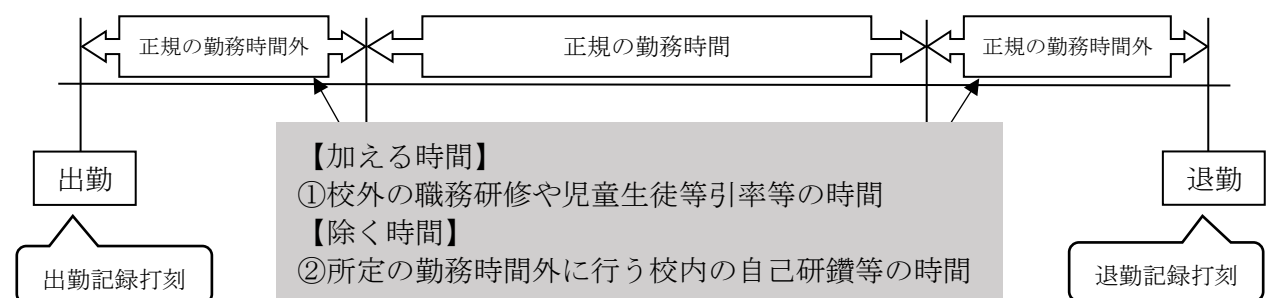 正規の勤務時間外
正規の勤務時間
正規の勤務時間外
【加える時間】
①校外の職務研修や児童生徒等引率等の時間
【除く時間】
②所定の勤務時間外に行う校内の自己研鑽等の時間
出勤
退勤
出勤記録打刻
退勤記録打刻